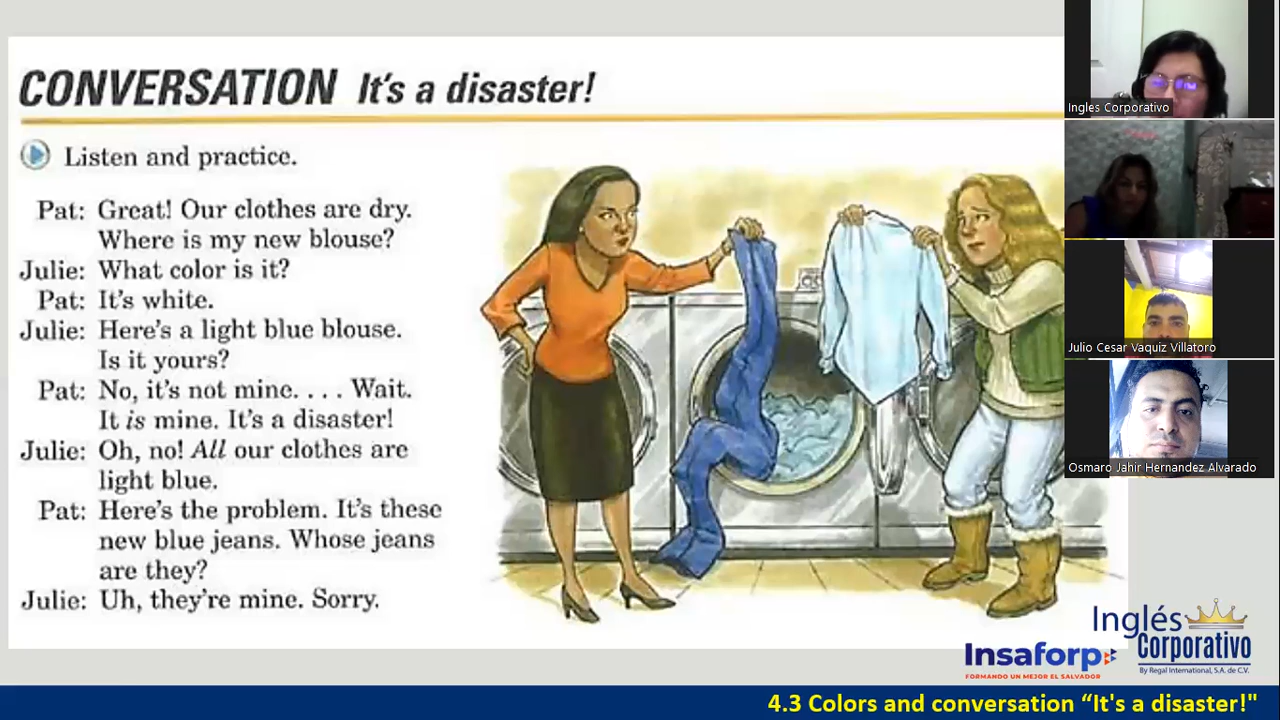 CONVERSATION It's a disaster!
Listen and practice.
Pat: Great! Our clothes are dry.
Where is my new blouse?
Julie: What color is it?
Pat: It's white.
Julie: Here's a light blue blouse.
Is it yours?
Pat: No, it's not mine. . . . Wait.
It is mine. It's a disaster!
Julie: Oh, no! All our clothes are
light blue.
Pat: Here's the problem. It's these
new blue jeans. Whose jeans
are they?
Julie: Uh, they're mine. Sorry.
Ingles Corporativo
Julio Cesar Vaquiz Villatoro
Osmaro Jahir Hernandez Alvarado
Inglés
Corporativo
By Regal International, S.A. de C.V.
Insaforp
FORMANDO UN MEJOR EL SALVADOR
4.3 Colors and conversation “It's a disaster!"